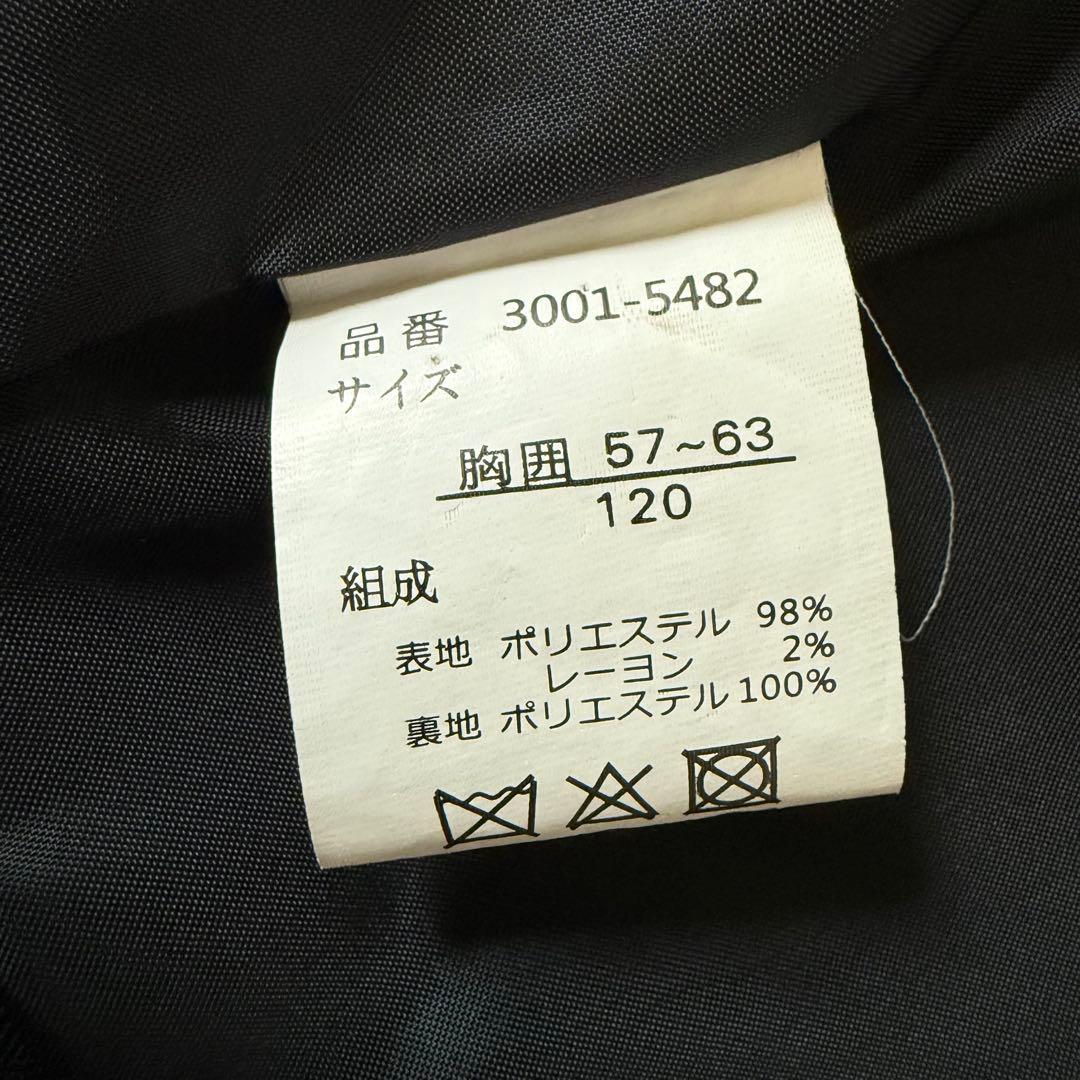 品番 3001-5482
サイズ
胸囲 57~63
120
組成
表地 ポリエステル 98%
レーヨン 2%
裏地 ポリエステル 100%